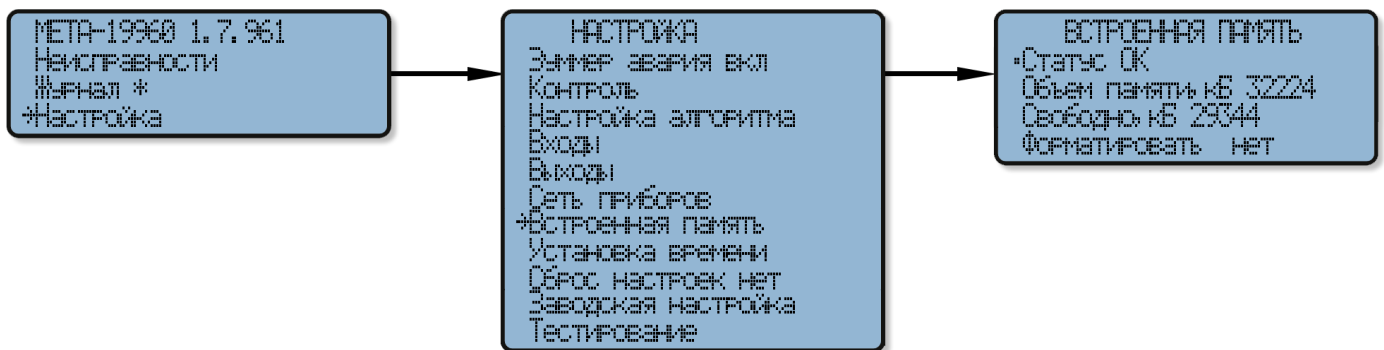 МЕТА-19960 1.7.961
Неисправности
Журнал *
→Настройка
НАСТРОЙКА
Зуммер авария вкл
Контроль
Настройка алгоритма
Входы
Выходы
Сеть приборов
→Встроенная память
Установка времени
Сброс настроек нет
Заводская настройка
Тестирование
ВСТРОЕННАЯ ПАМЯТЬ
•Статус ОК
Объем памяти, кБ 32224
Свободно, кБ 29344
Форматировать нет